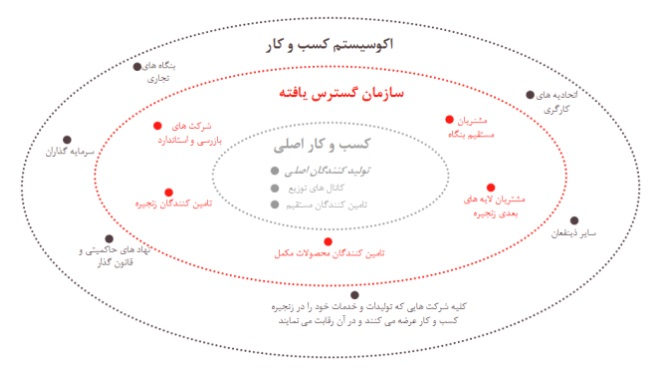 اکوسیستم کسب و کار
بنگاه های
تجاری
اتحادیه های
کارگری
سازمان گسترس یافته
شرکت های
بازرسی و استاندارد
مشتریان
مستقیم بنگاه
کسب و کار اصلی
تولید کنندگان اصلی
کانال های توزیع
تامین کنندگان مستقیم
سرمایه گذاران
تامین کنندگان زنجیره
مشتریان لایه های
بعدی زنجیره
سایر ذینفعان
نهاد های حاکمیتی و
قانون گذار
تامین کنندگان محصولات مکمل
کلیه شرکت هایی که تولیدات و خدمات خود را در زنجیره
کسب و کار عرضه می کنند و در آن رقابت می نمایند